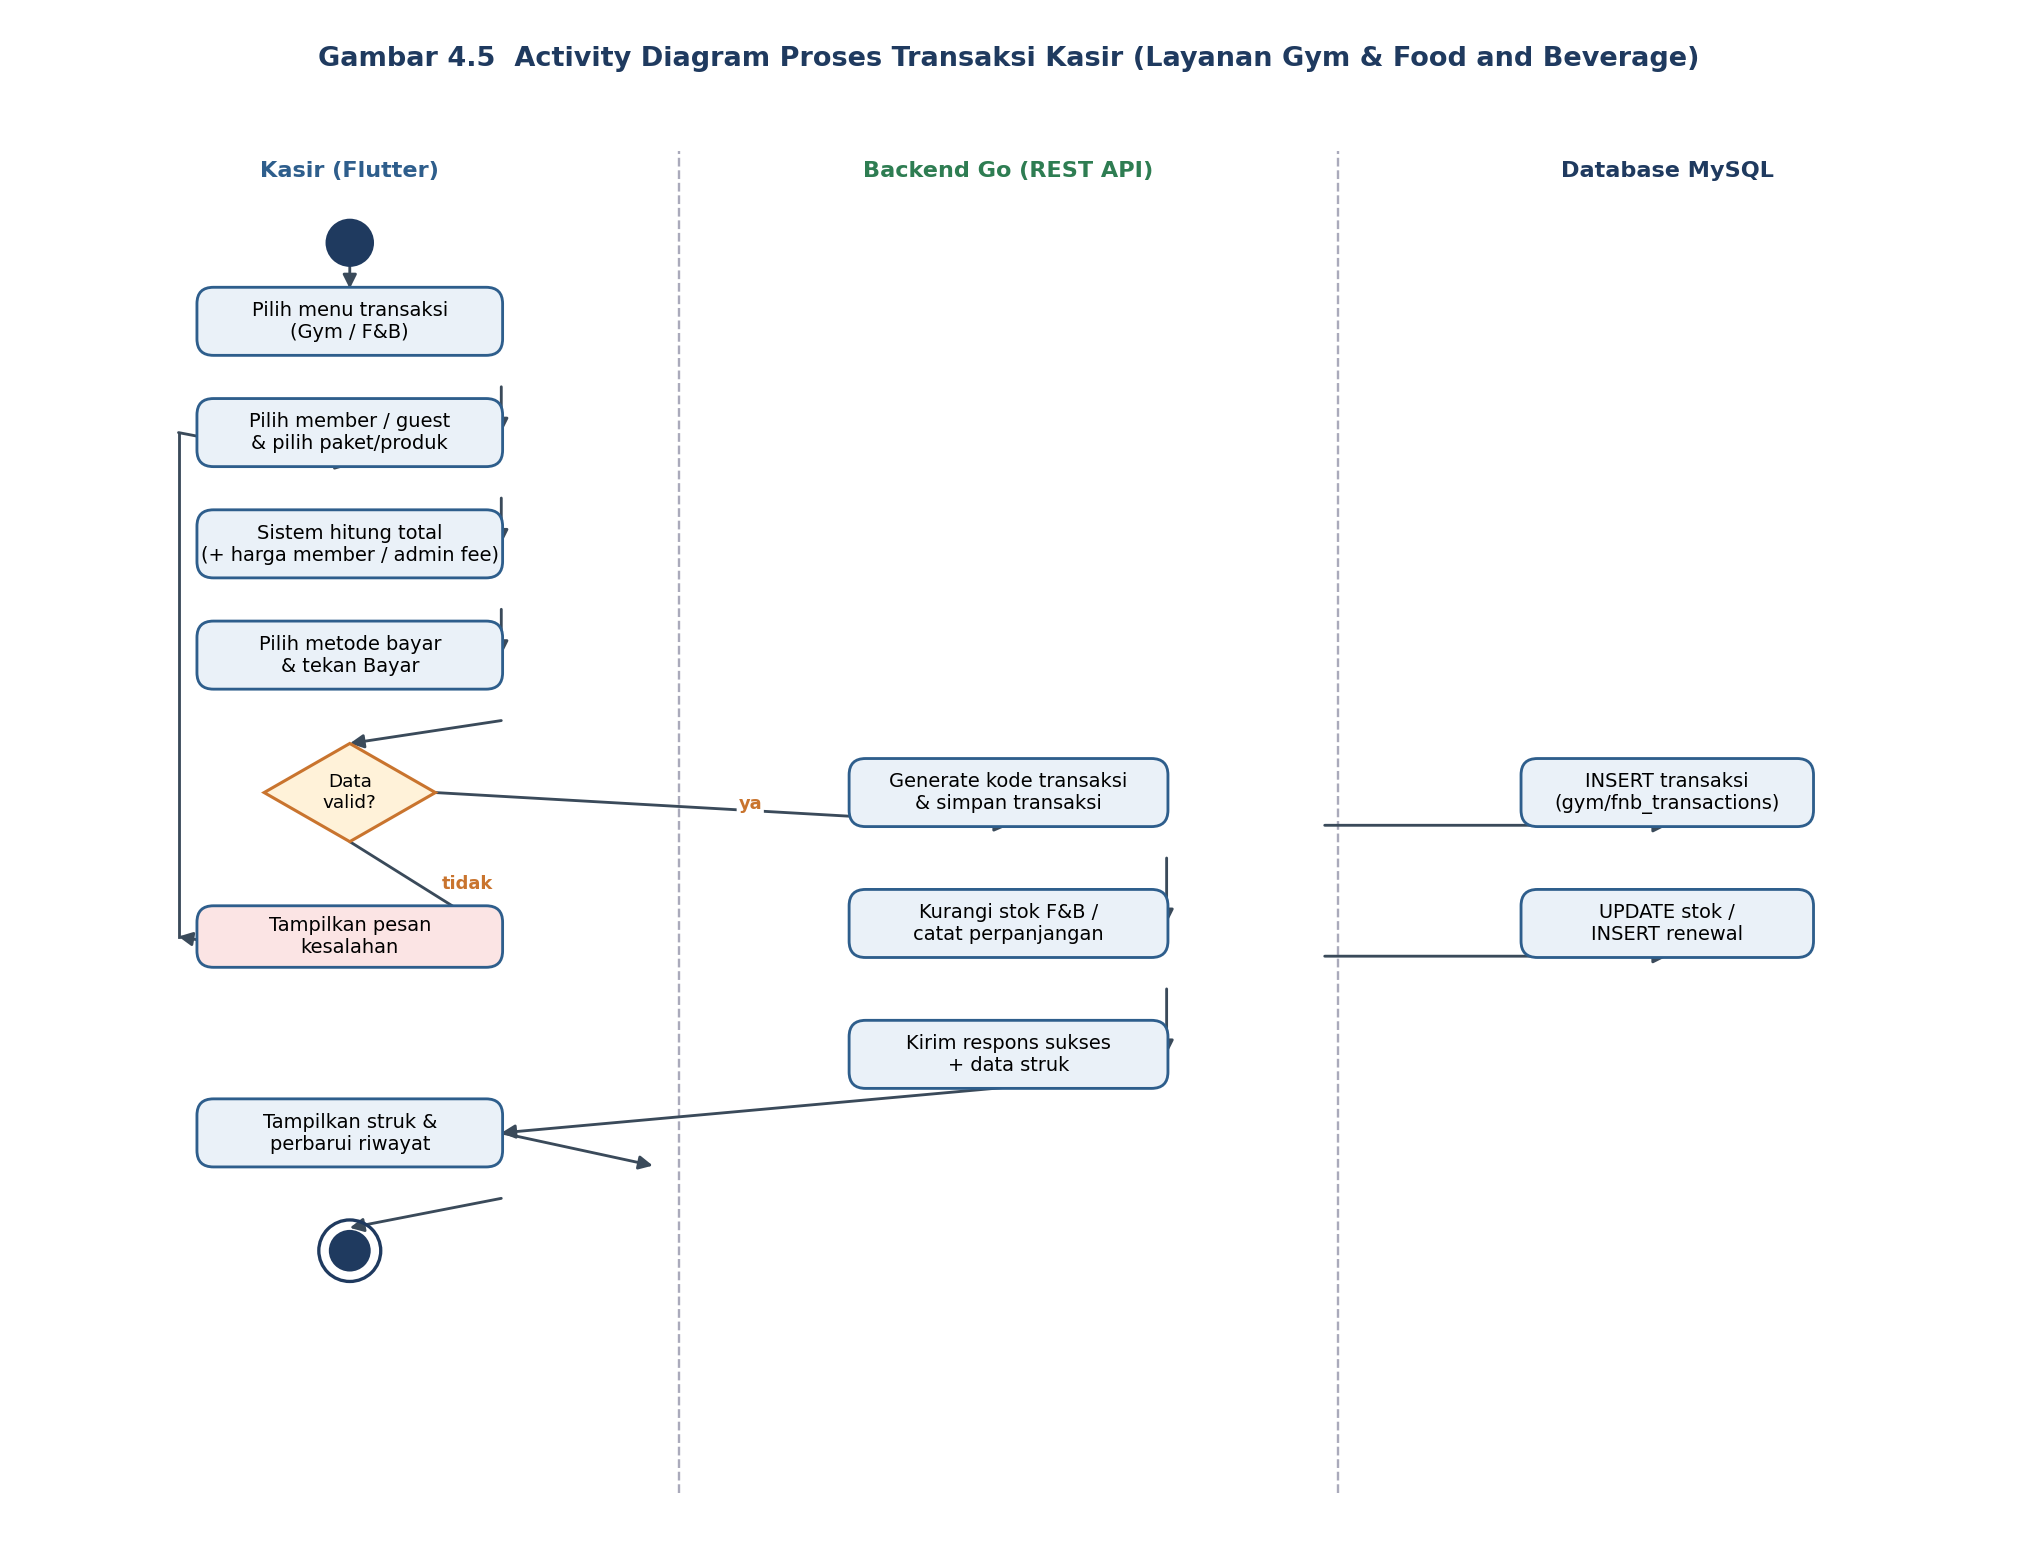 Gambar 4.5  Activity Diagram Proses Transaksi Kasir (Layanan Gym & Food and Beverage)
Kasir (Flutter)
Backend Go (REST API)
Database MySQL
Pilih menu transaksi
(Gym / F&B)
Pilih member / guest
& pilih paket/produk
Sistem hitung total
(+ harga member / admin fee)
Pilih metode bayar
& tekan Bayar
Data
valid?
ya
tidak
Tampilkan pesan
kesalahan
Generate kode transaksi
& simpan transaksi
INSERT transaksi
(gym/fnb_transactions)
Kurangi stok F&B /
catat perpanjangan
UPDATE stok /
INSERT renewal
Kirim respons sukses
+ data struk
Tampilkan struk &
perbarui riwayat